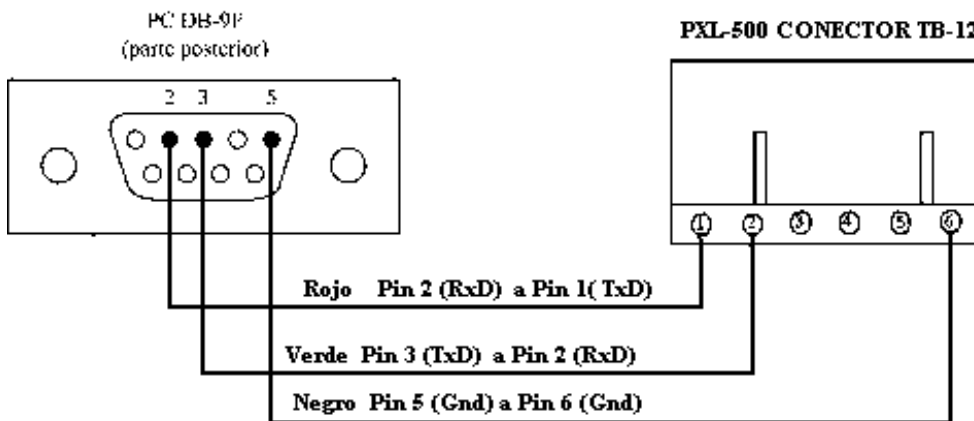 PC DB-9P
(parte posterior)
PXL-500 CONECTOR TB-12
2 3 5
1 2 3 4 5 6
Rojo Pin 2 (RxD) a Pin 1( TxD)
Verde Pin 3 (TxD) a Pin 2 (RxD)
Negro Pin 5 (Gnd) a Pin 6 (Gnd)